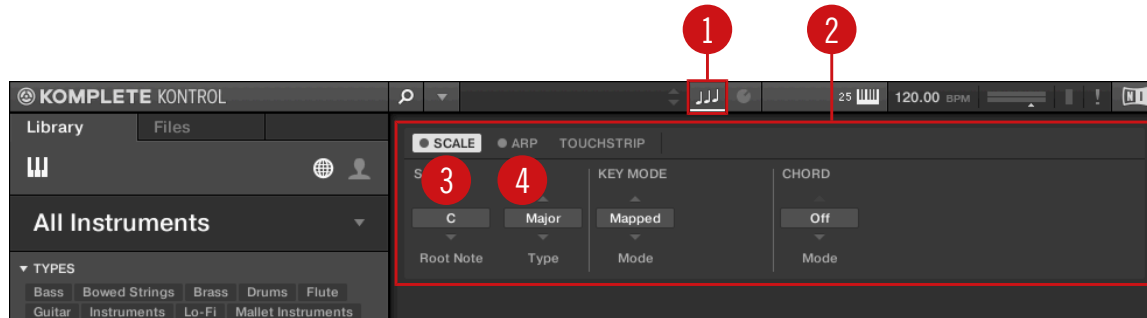 1
2
KOMPLETE KONTROL
25
120.00 BPM
!
NI
Library
Files
SCALE
ARP
TOUCHSTRIP
3
4
KEY MODE
CHORD
All Instruments
C
Major
Mapped
Off
Root Note
Type
Mode
Mode
TYPES
Bass
Bowed Strings
Brass
Drums
Flute
Guitar
Instruments
Lo-Fi
Mallet Instruments